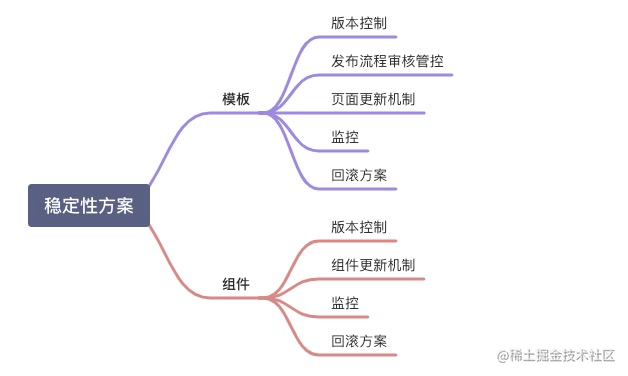 稳定性方案
模板
版本控制
发布流程审核管控
页面更新机制
监控
回滚方案
组件
版本控制
组件更新机制
监控
回滚方案
@稀土掘金技术社区